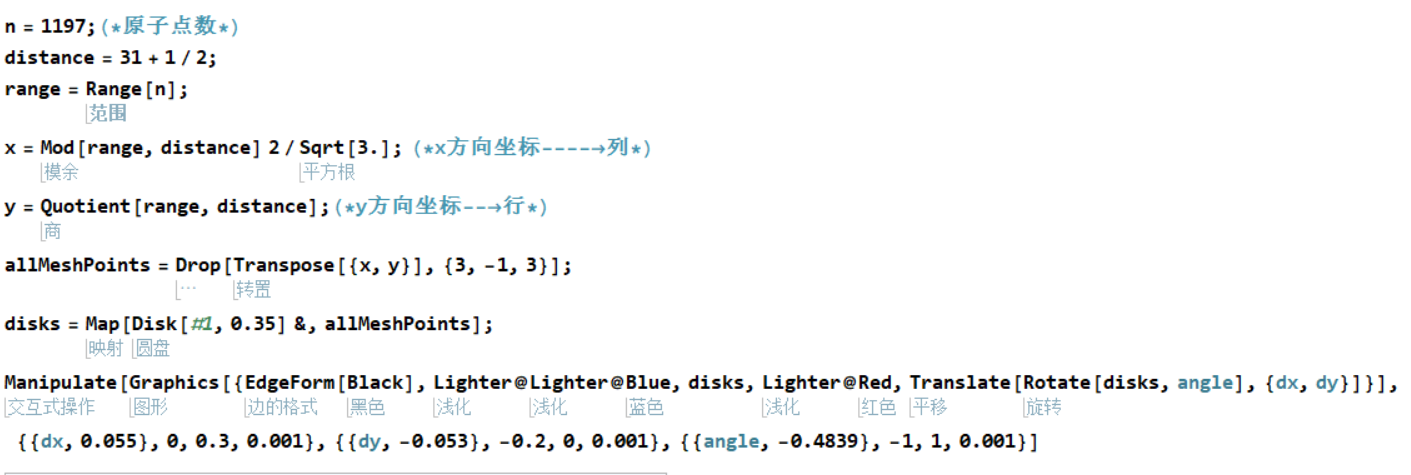 n = 1197; (*原子点数*)
distance = 31 + 1 / 2;
range = Range[n];
范围
x = Mod[range, distance] 2 / Sqrt[3.]; (*x方向坐标----→列*)
模余 平方根
y = Quotient[range, distance]; (*y方向坐标--→行*)
商
allMeshPoints = Drop[Transpose[{x, y}], {3, -1, 3}];
⋯ 转置
disks = Map[Disk[#1, 0.35] &, allMeshPoints];
映射 圆盘
Manipulate[Graphics[{EdgeForm[Black], Lighter@Lighter@Blue, disks, Lighter@Red, Translate[Rotate[disks, angle], {dx, dy}]}],
交互式操作 图形 边的格式 黑色 浅化 浅化 蓝色 浅化 红色 平移 旋转
{{dx, 0.055}, 0, 0.3, 0.001}, {{dy, -0.053}, -0.2, 0, 0.001}, {{angle, -0.4839}, -1, 1, 0.001}]